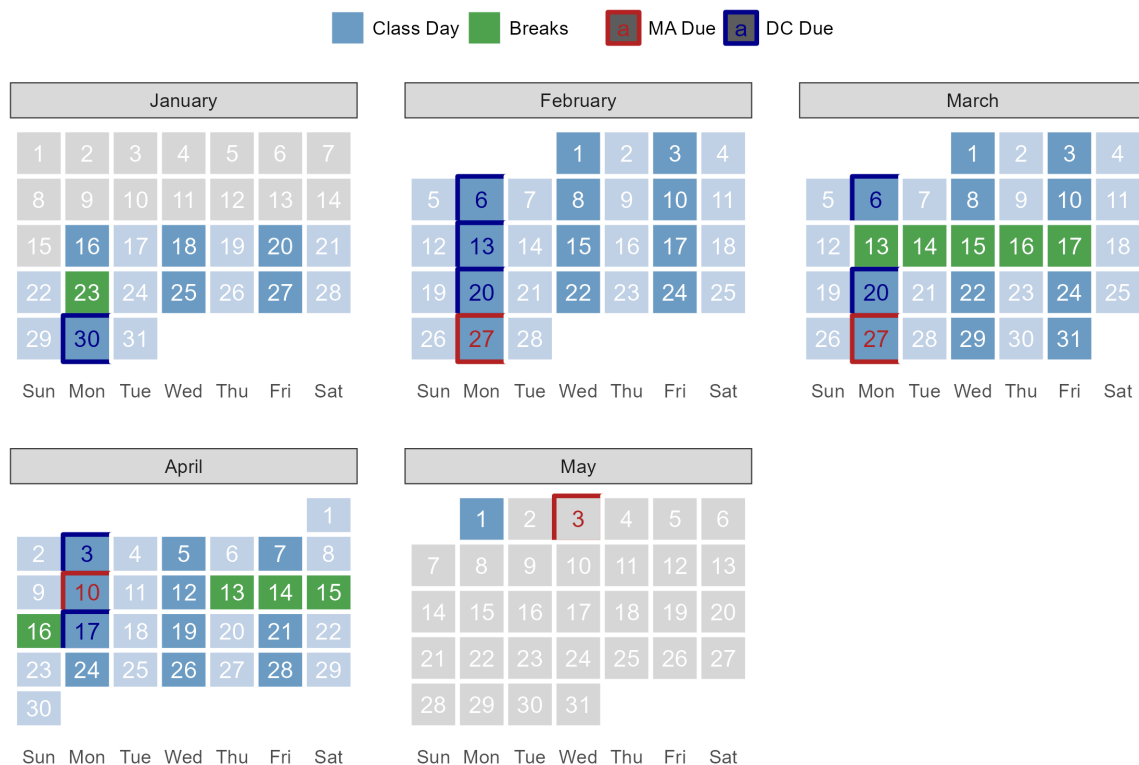 Class Day Breaks a MA Due a DC Due
January February March
1 2 3 4 5 6 7 1 2 3 4 1 2 3 4
8 9 10 11 12 13 14 5 6 7 8 9 10 11 5 6 7 8 9 10 11
15 16 17 18 19 20 21 12 13 14 15 16 17 18 12 13 14 15 16 17 18
22 23 24 25 26 27 28 19 20 21 22 23 24 25 19 20 21 22 23 24 25
29 30 31 26 27 28 26 27 28 29 30 31
Sun Mon Tue Wed Thu Fri Sat Sun Mon Tue Wed Thu Fri Sat Sun Mon Tue Wed Thu Fri Sat
April May
1 1 2 3 4 5 6
2 3 4 5 6 7 8 7 8 9 10 11 12 13
9 10 11 12 13 14 15 14 15 16 17 18 19 20
16 17 18 19 20 21 22 21 22 23 24 25 26 27
23 24 25 26 27 28 29 28 29 30 31
30
Sun Mon Tue Wed Thu Fri Sat Sun Mon Tue Wed Thu Fri Sat